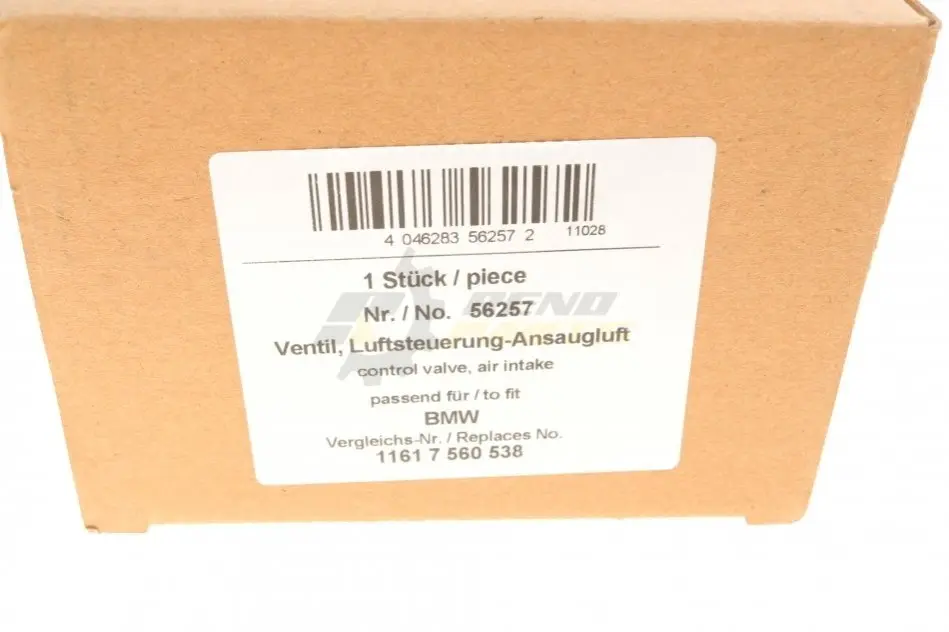 4 046283 56257 2 11028
1 Stück / piece
Nr. / No. 56257
Ventil, Luftsteuerung-Ansaugluft
control valve, air intake
passend für / to fit
BMW
Vergleichs-Nr. / Replaces No.
1161 7 560 538